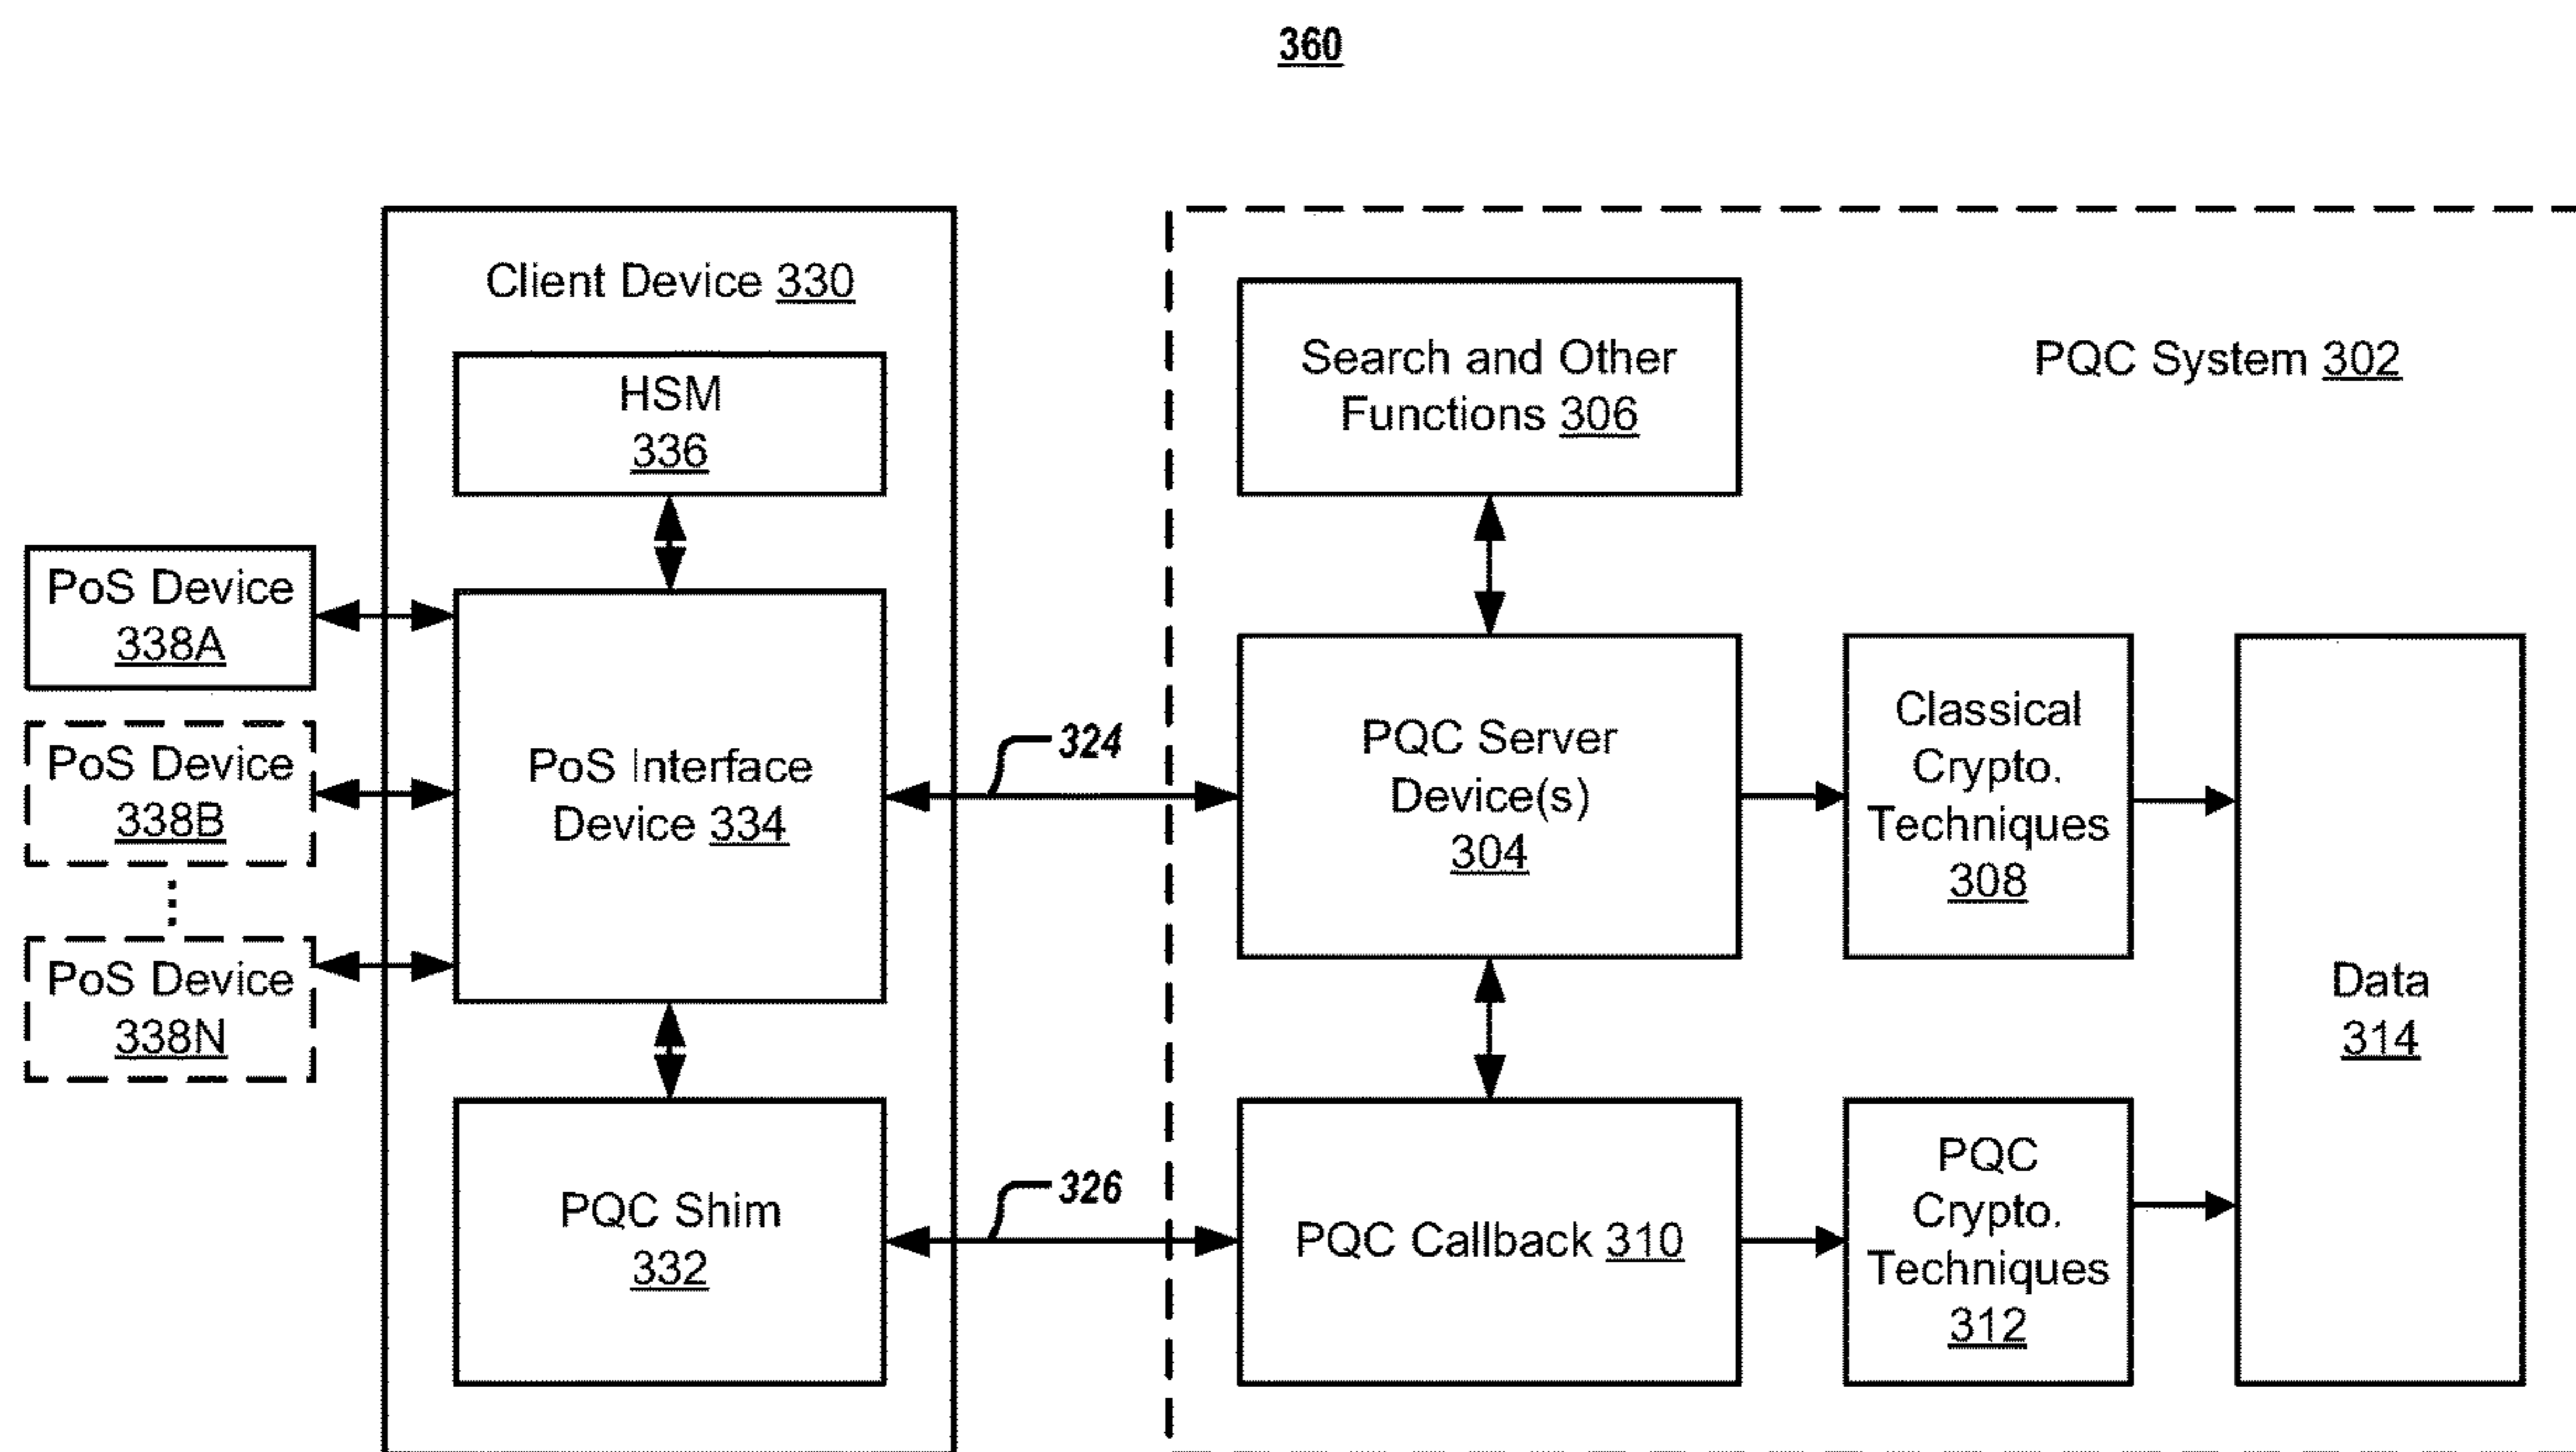 360
Client Device 330
HSM
336
PoS Device
338A
PoS Device
338B
PoS Device
338N
PoS Interface
Device 334
PQC Shim
332
324
326
PQC System 302
Search and Other
Functions 306
PQC Server
Device(s)
304
PQC Callback 310
Classical
Crypto.
Techniques
308
PQC
Crypto.
Techniques
312
Data
314